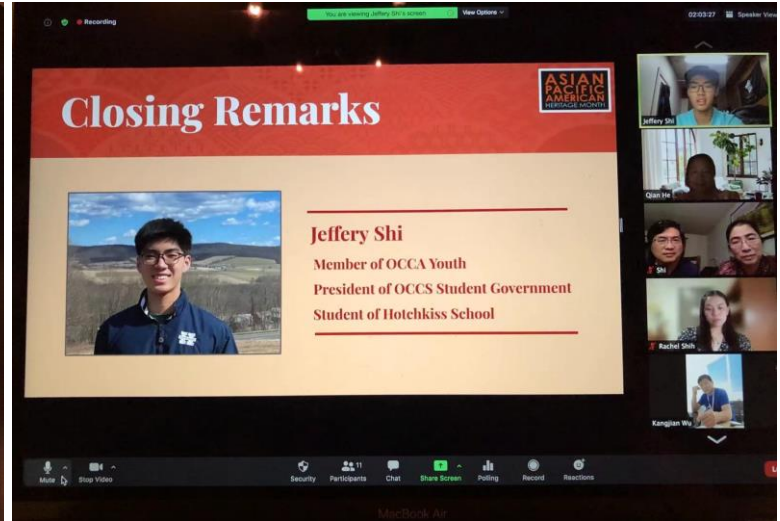 Recording
You are viewing Jeffery Shi's screen
View Options
02:03:27
Speaker View
Closing Remarks
ASIAN
PACIFIC
AMERICAN
HERITAGE MONTH
Jeffery Shi
Member of OCCA Youth
President of OCCS Student Government
Student of Hotchkiss School
H
Jeffery Shi
Qian He
Shi
Rachel Shih
Kangjian Wu
Mute
Stop Video
Security
Participants
11
Chat
Share Screen
Polling
Record
Reactions
MacBook Air